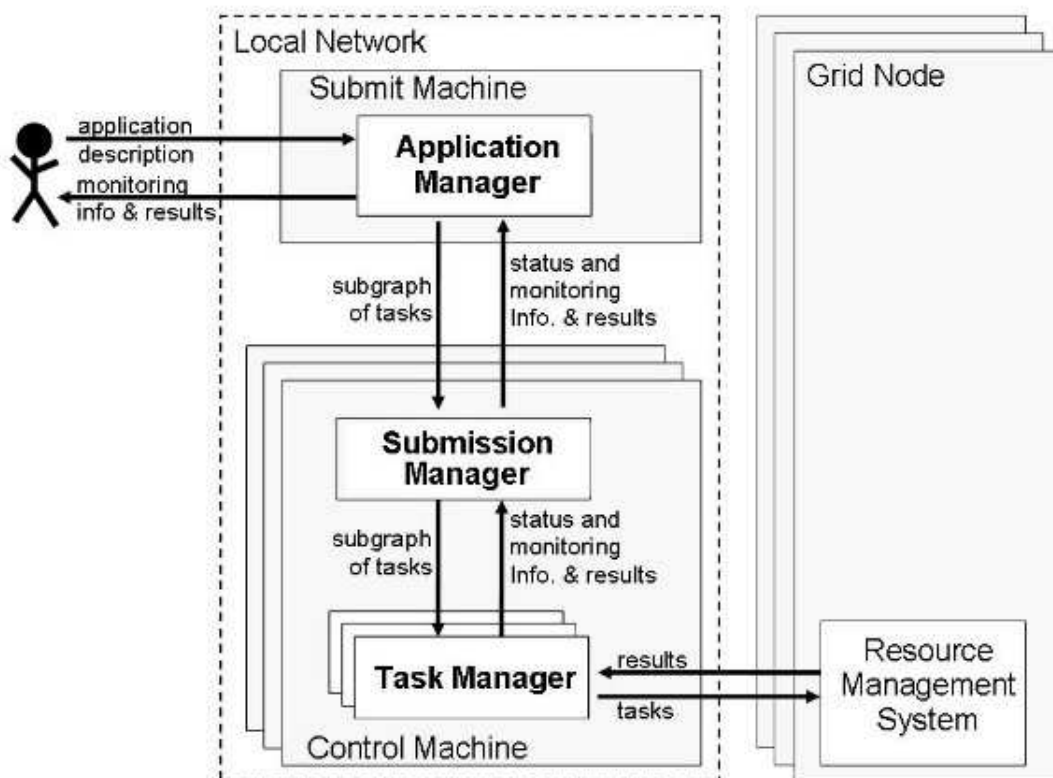 Local Network
Submit Machine
application
description
monitoring
info & results
Application
Manager
subgraph
of tasks
status and
monitoring
Info. & results
Submission
Manager
subgraph
of tasks
status and
monitoring
Info. & results
Task Manager
Control Machine
results
tasks
Grid Node
Resource
Management
System